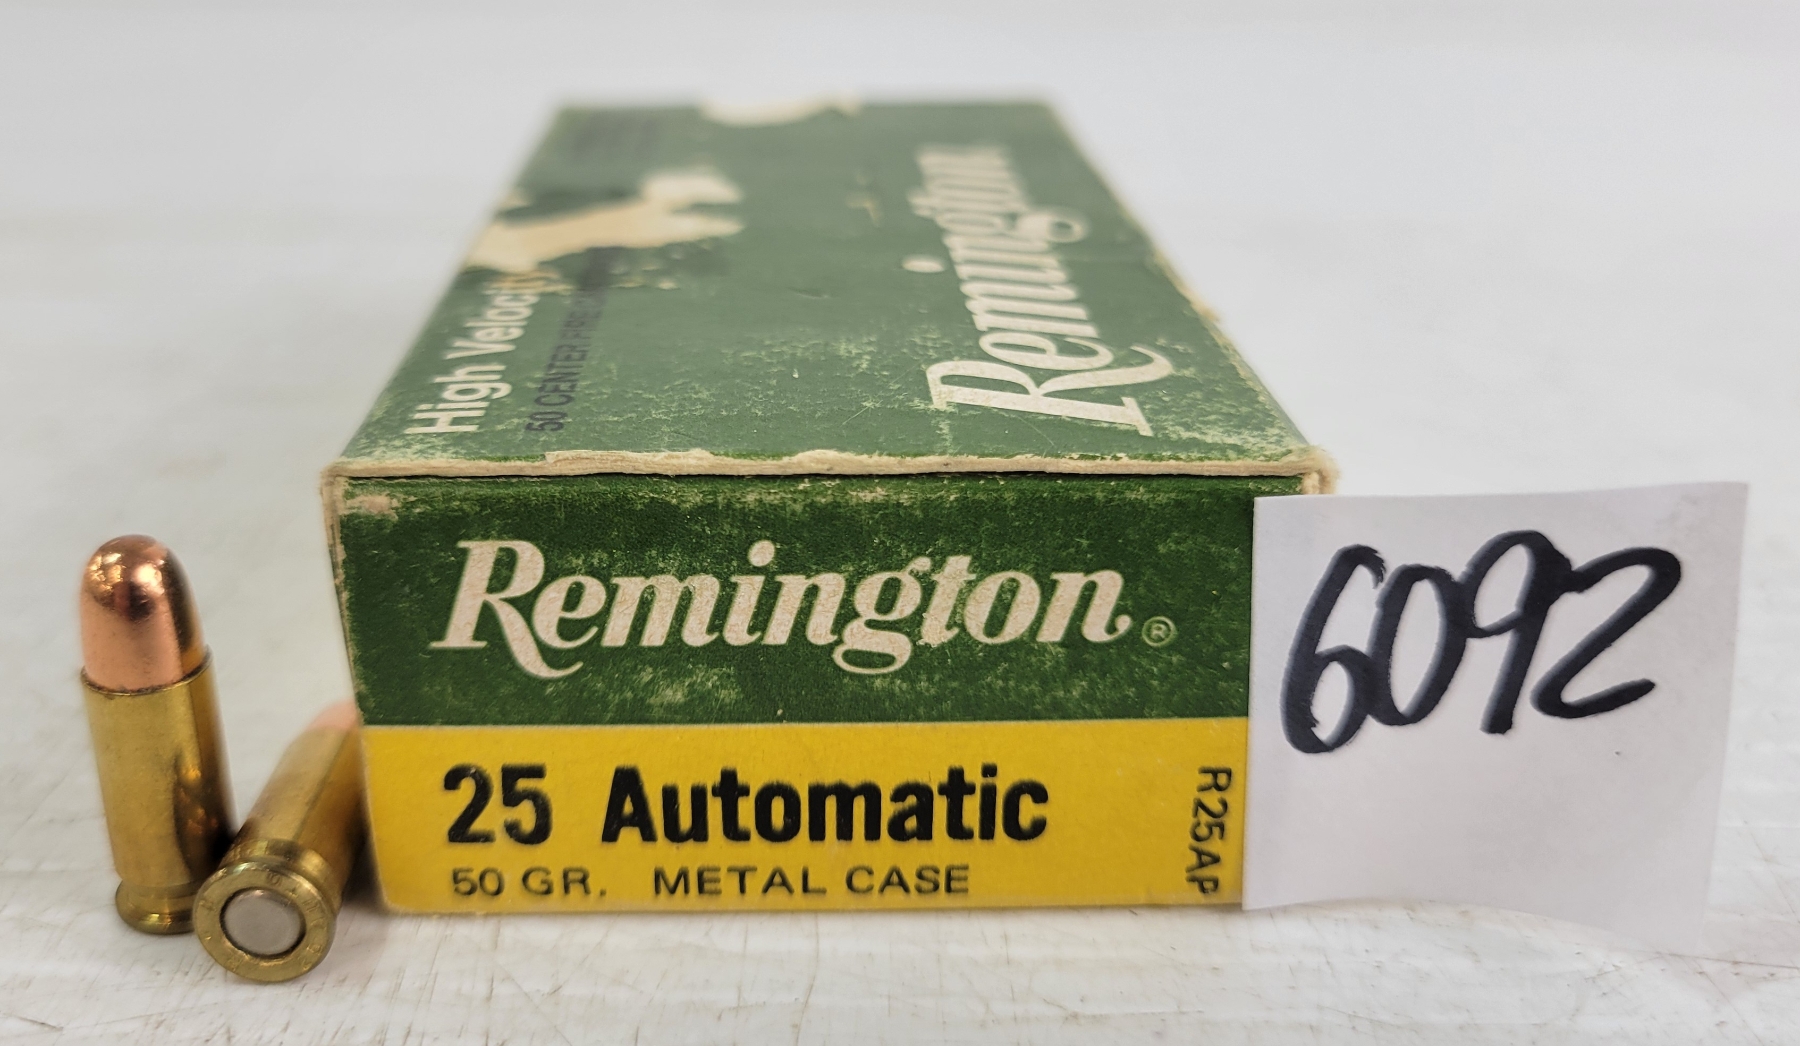 Remington
High Velocity
50 CENTER FIRE
Remington®
25 Automatic
50 GR. METAL CASE
R25AP
6092